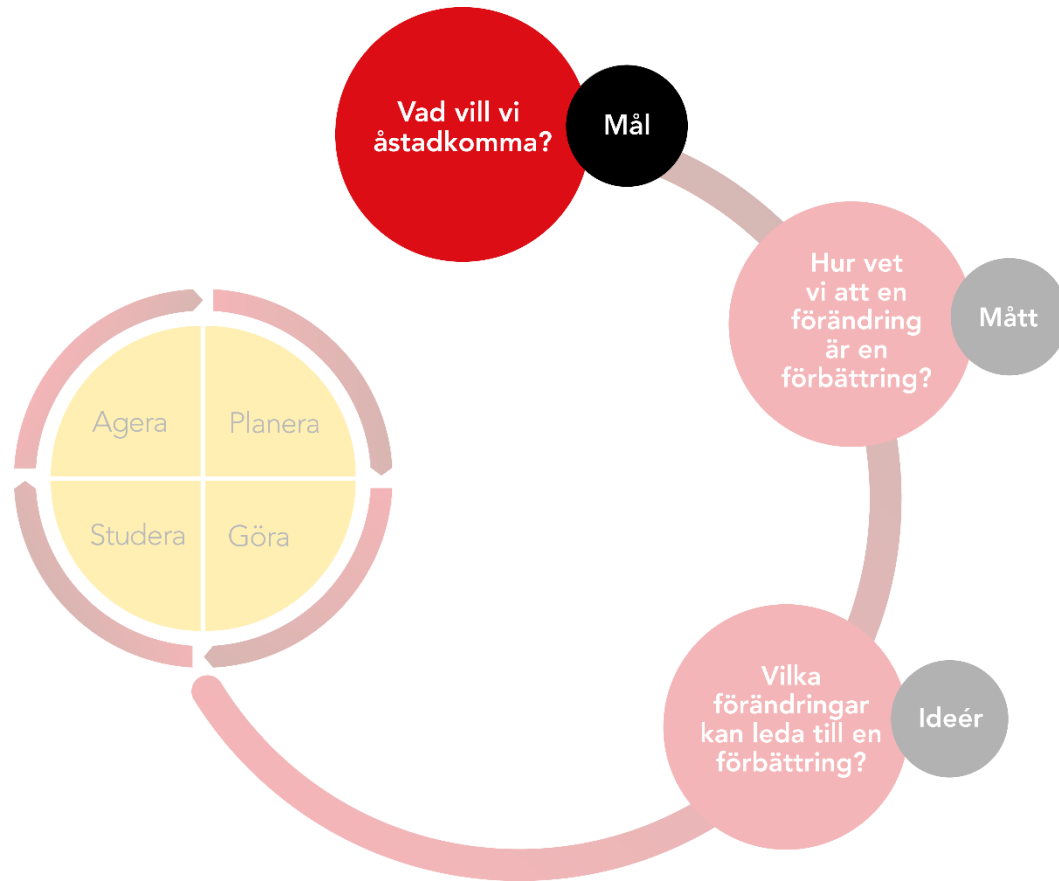 Vad vill vi
åstadkomma?
Mål
Hur vet
vi att en
förändring
är en
förbättring?
Mått
Vilka
förändringar
kan leda till en
förbättring?
Ideér
Agera
Planera
Studera
Göra